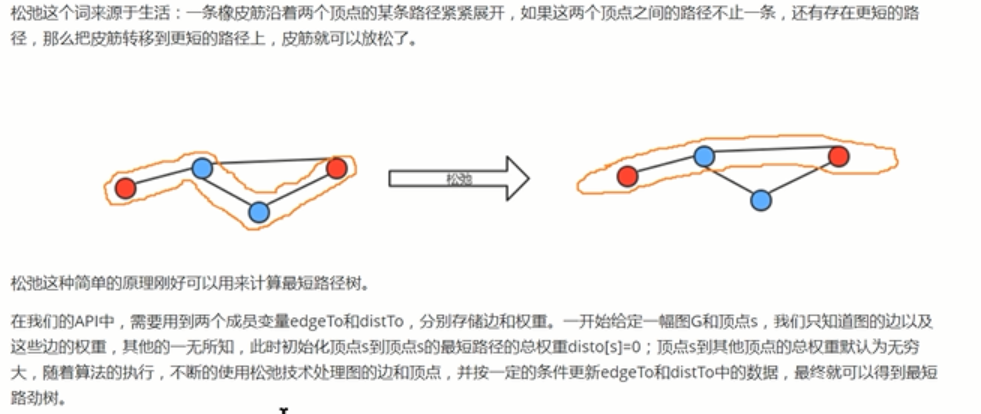 松弛这个词来源于生活：一条橡皮筋沿着两个顶点的某条路径紧紧展开，如果这两个顶点之间的路径不止一条，还有存在更短的路
径，那么把皮筋转移到更短的路径上，皮筋就可以放松了。
松弛
松弛这种简单的原理刚好可以用来计算最短路径树。
在我们的API中，需要用到两个成员变量edgeTo和distTo，分别存储边和权重。一开始给定一幅图G和顶点s，我们只知道图的边以及
这些边的权重，其他的一无所知，此时初始化顶点s到顶点s的最短路径的总权重disto[s]=0；顶点s到其他顶点的总权重默认为无穷
大，随着算法的执行，不断的使用松弛技术处理图的边和顶点，并按一定的条件更新edgeTo和distTo中的数据，最终就可以得到最短
路劲树。